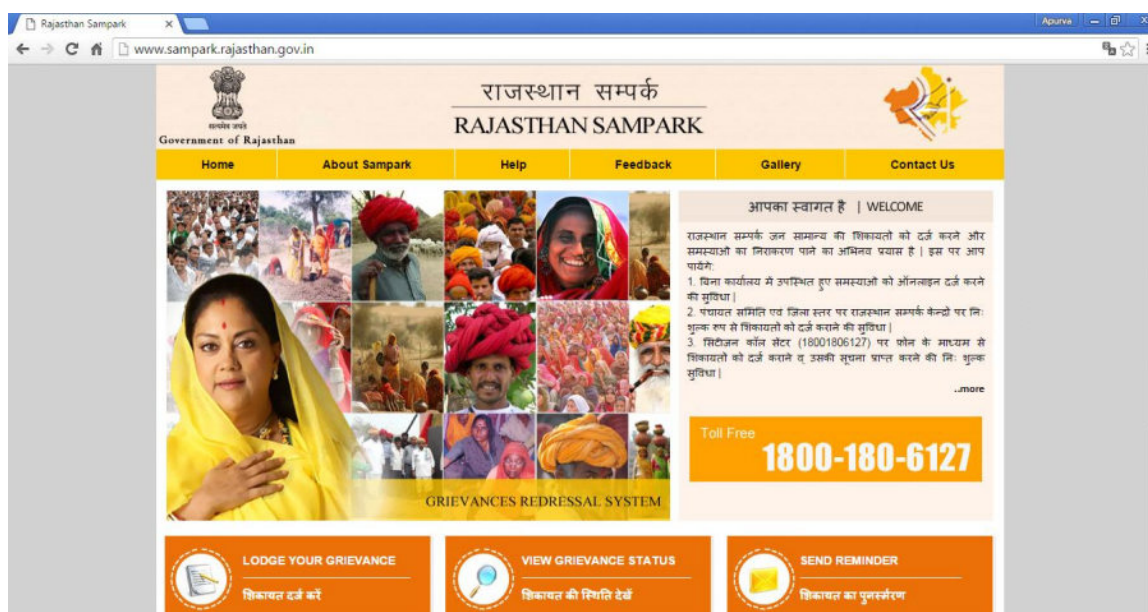 Rajasthan Sampark
Apurva
www.sampark.rajasthan.gov.in
सत्यमेव जयते
Government of Rajasthan
राजस्थान सम्पर्क
RAJASTHAN SAMPARK
Home
About Sampark
Help
Feedback
Gallery
Contact Us
आपका स्वागत है | WELCOME
राजस्थान सम्पर्क जन सामान्य की शिकायतो को दर्ज करने और
समस्याओ का निराकरण पाने का अभिनव प्रयास है | इस पर आप
पायेंगे:
1. बिना कार्यालय में उपस्थित हुए समस्याओ को ऑनलाइन दर्ज करने
की सुविधा |
2. पंचायत समिति एवं जिला स्तर पर राजस्थान सम्पर्क केन्द्रो पर निः
शुल्क रूप से शिकायतो को दर्ज कराने की सुविधा |
3. सिटीजन कॉल सेंटर (18001806127) पर फ़ोन के माध्यम से
शिकायतो को दर्ज कराने व् उसकी सूचना प्राप्त करने की निः शुल्क
सुविधा |
..more
Toll Free
1800-180-6127
GRIEVANCES REDRESSAL SYSTEM
LODGE YOUR GRIEVANCE
शिकायत दर्ज करें
VIEW GRIEVANCE STATUS
शिकायत की स्थिति देखें
SEND REMINDER
शिकायत का पुनर्स्मरण